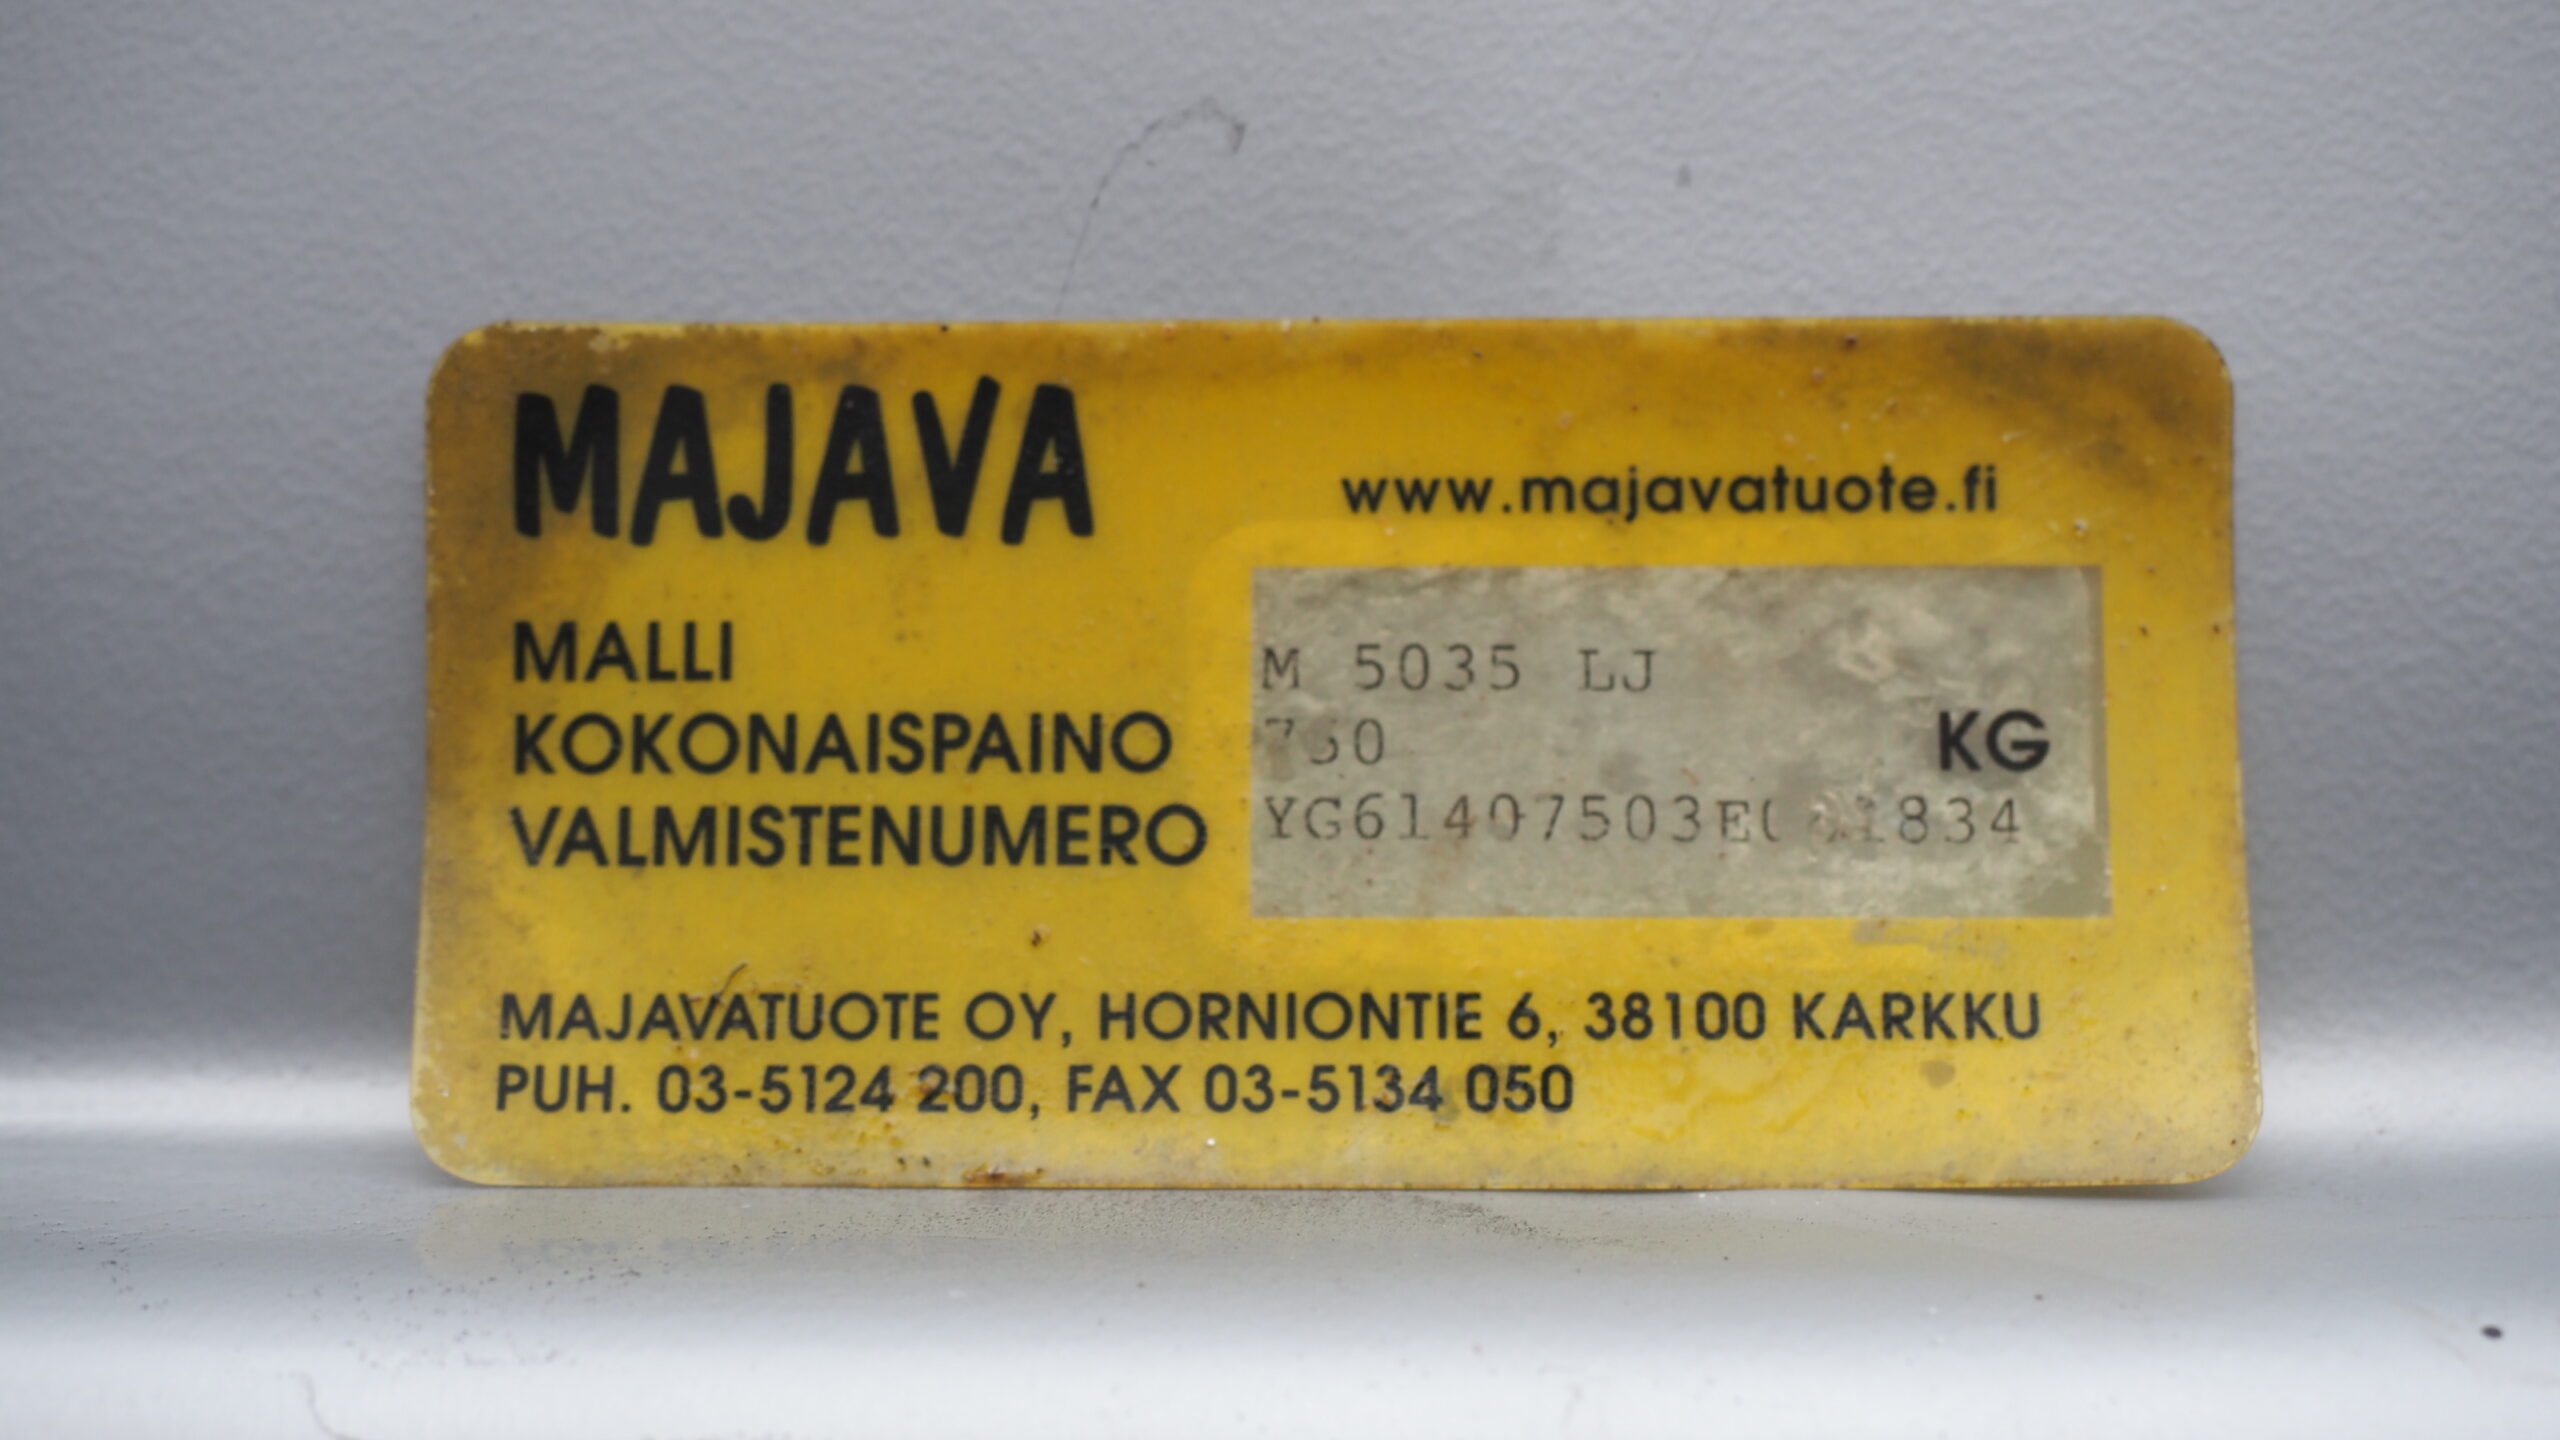 MAJAVA
www.majavatuote.fi
MALLI M 5035 LJ
KOKONAISPAINO 750 KG
VALMISTENUMERO
MAJAVATUOTE OY, HORNIONTIE 6, 38100 KARKKU
PUH. 03-5124 200, FAX 03-5134 050